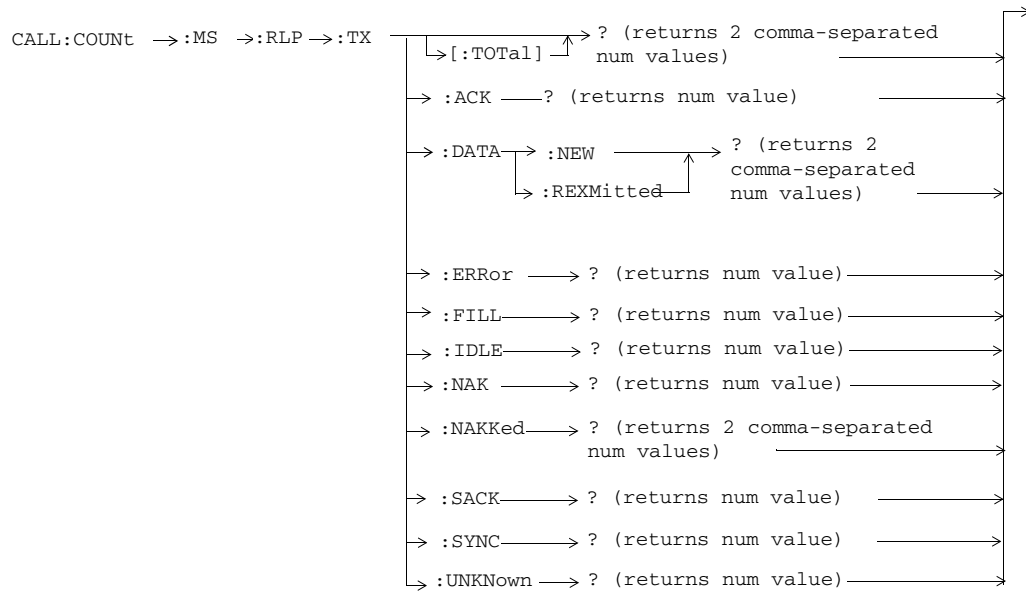 CALL:COUNt :MS :RLP :TX ? (returns 2 comma-separated
[:TOTal] num values)
:ACK ? (returns num value)
:DATA :NEW ? (returns 2
comma-separated
:REXMitted num values)
:ERRor ? (returns num value)
:FILL ? (returns num value)
:IDLE ? (returns num value)
:NAK ? (returns num value)
:NAKKed ? (returns 2 comma-separated
num values)
:SACK ? (returns num value)
:SYNC ? (returns num value)
:UNKNown ? (returns num value)